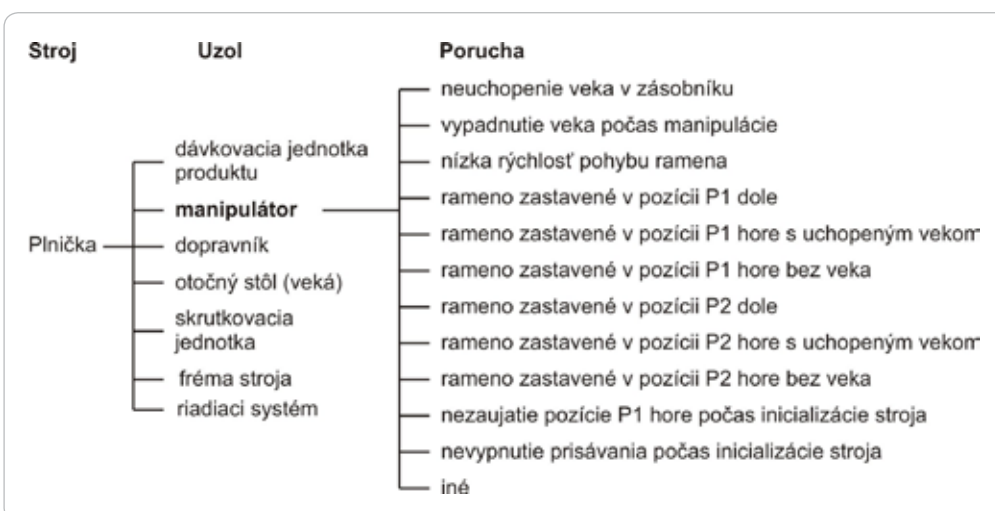 Stroj Uzol Porucha
neuchopenie veka v zásobníku
vypadnutie veka počas manipulácie
dávkovacia jednotka
produktu
nízka rýchlosť pohybu ramena
manipulátor
rameno zastavené v pozícii P1 dole
Plnička
dopravník
rameno zastavené v pozícii P1 hore s uchopeným vekom
rameno zastavené v pozícii P1 hore bez veka
otočný stôl (veká)
rameno zastavené v pozícii P2 dole
skrutkovacia
jednotka
rameno zastavené v pozícii P2 hore s uchopeným vekom
fréma stroja
rameno zastavené v pozícii P2 hore bez veka
riadiaci systém
nezaujatie pozície P1 hore počas inicializácie stroja
nevypnutie prisávania počas inicializácie stroja
iné